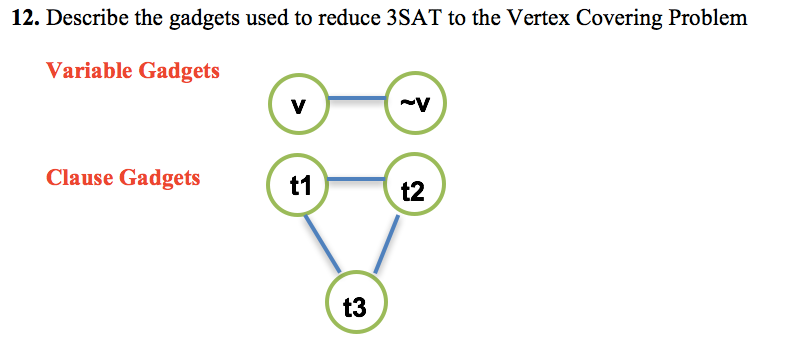 12. Describe the gadgets used to reduce 3SAT to the Vertex Covering Problem
Variable Gadgets
v ~v
Clause Gadgets
t1 t2
t3